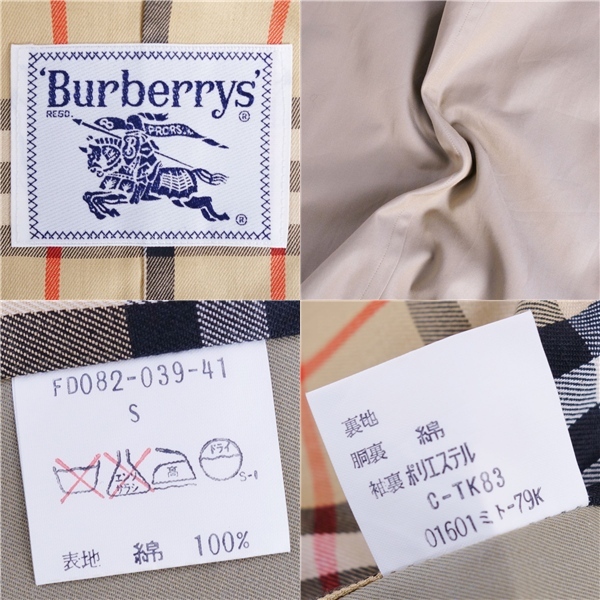 'Burberrys'®
REGD.
PRORSUM
®
FD082-039-41
S
エンソ
サラシ
高
ドライ
S-ℓ
表地 綿 100%
裏地
胴裏 綿
袖裏 ポリエステル
C-TK83
01601ミトー79K